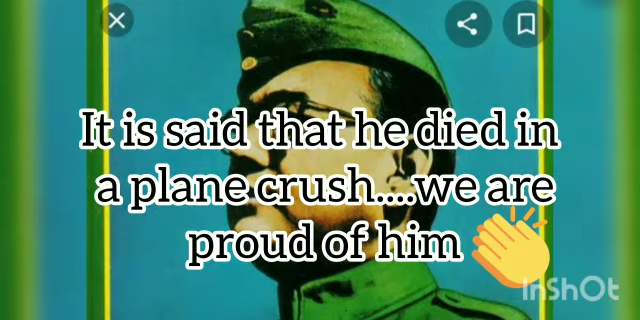 It is said that he died in
a plane crush....we are
proud of him 👏
InShOt